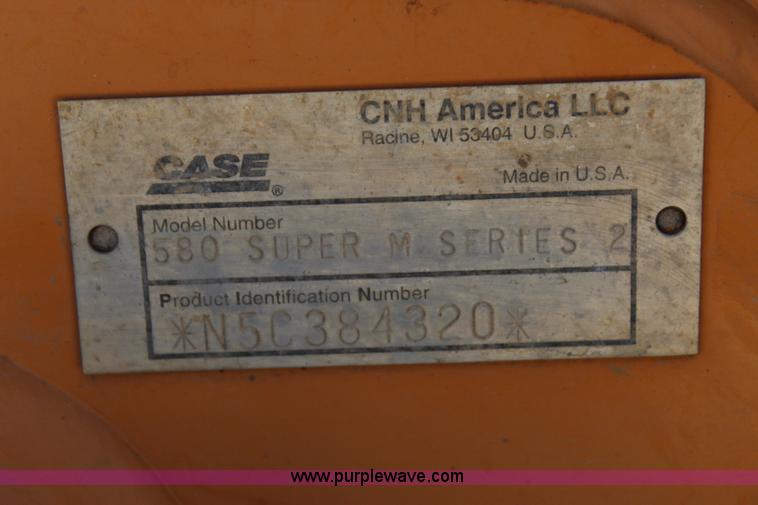 CNH America LLC
Racine, WI 53404 U.S.A.
CASE ®
Made in U.S.A.
Model Number
580 SUPER M SERIES 2
Product Identification Number
*N5C384320*
www.purplewave.com